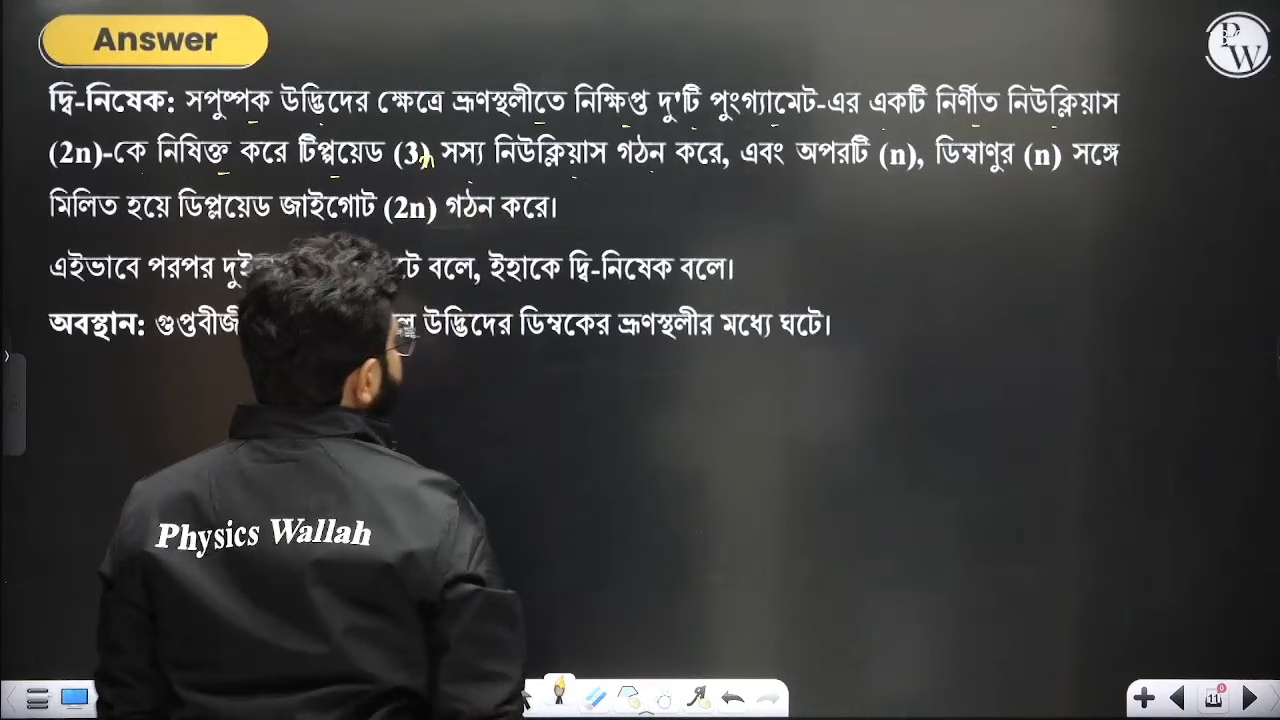 Answer
PW
দ্বি-নিষেক: সপুষ্পক উদ্ভিদের ক্ষেত্রে ভ্রূণস্থলীতে নিক্ষিপ্ত দু'টি পুংগ্যামেট-এর একটি নির্ণীত নিউক্লিয়াস
(2n)-কে নিষিক্ত করে টিপ্লয়েড (3n) সস্য নিউক্লিয়াস গঠন করে, এবং অপরটি (n), ডিম্বাণুর (n) সঙ্গে
মিলিত হয়ে ডিপ্লয়েড জাইগোট (2n) গঠন করে।
এইভাবে পরপর বলে, ইহাকে দ্বি-নিষেক বলে।
অবস্থান: উদ্ভিদের ডিম্বকের ভ্রূণস্থলীর মধ্যে ঘটে।
Physics Wallah
11